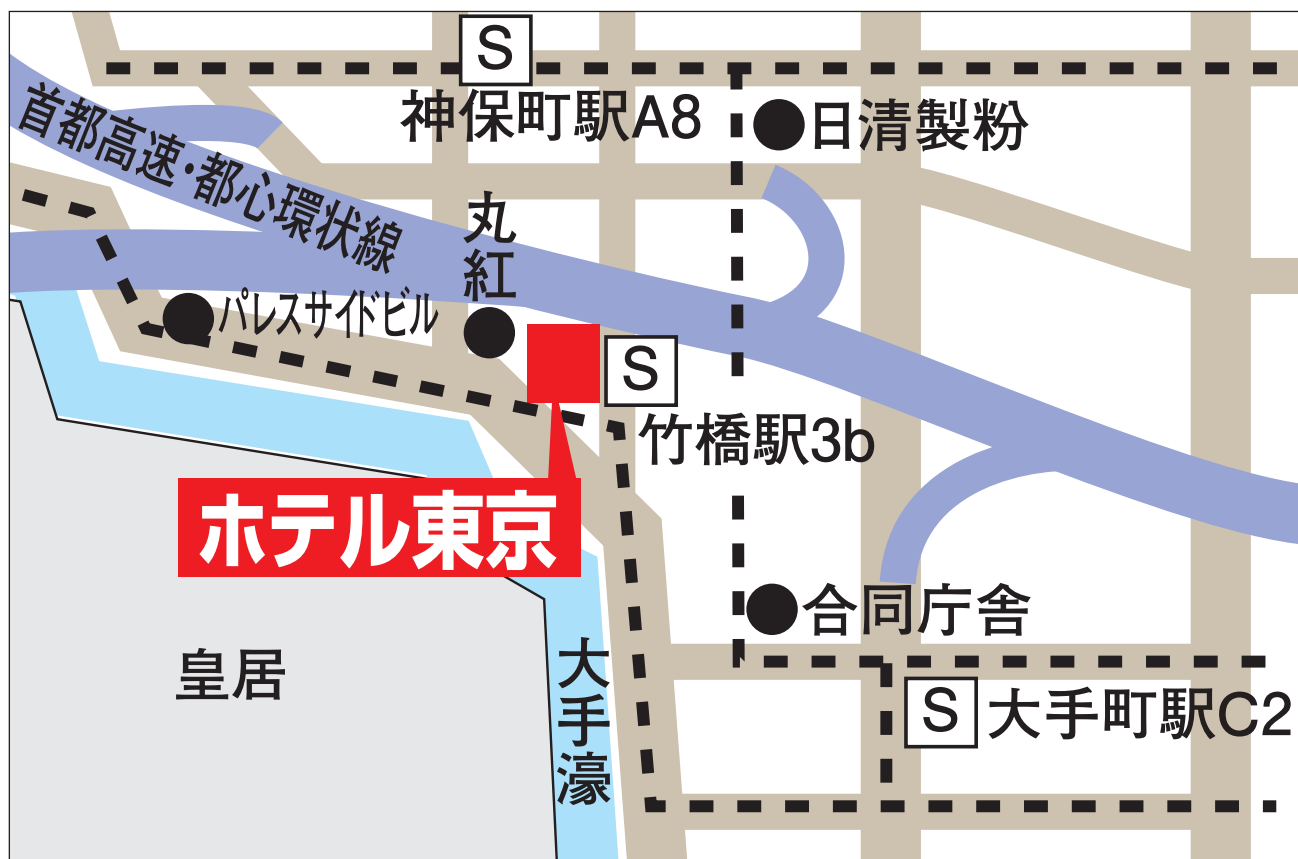 S
神保町駅A8
日清製粉
首都高速・都心環状線
丸紅
パレスサイドビル
S
竹橋駅3b
ホテル東京
合同庁舎
皇居
大手濠
S
大手町駅C2